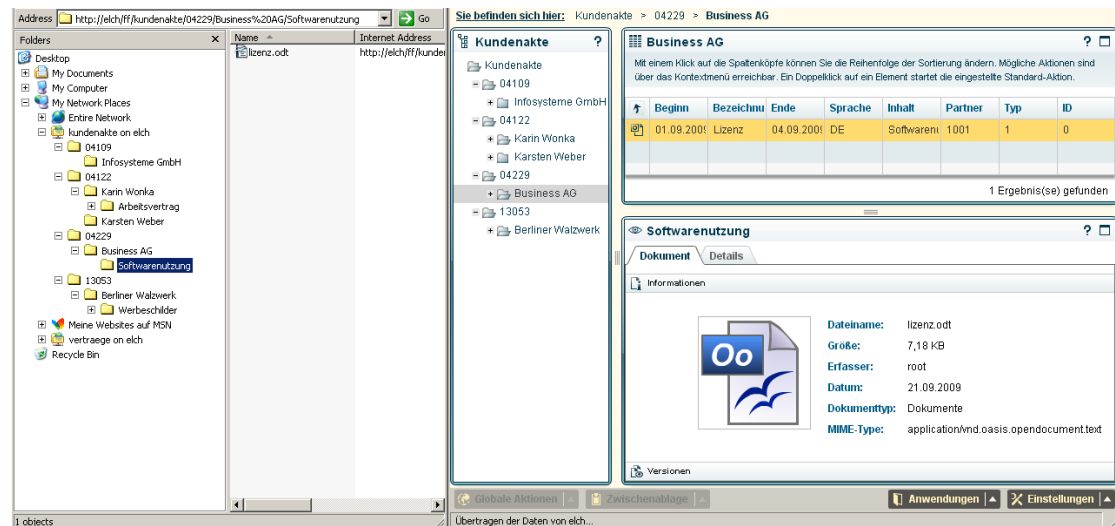 Address http://elch/ff/kundenakte/04229/Business%20AG/Softwarenutzung Go
Folders x
Desktop
My Documents
My Computer
My Network Places
Entire Network
kundenakte on elch
04109
Infosysteme GmbH
04122
Karin Wonka
Arbeitsvertrag
Karsten Weber
04229
Business AG
Softwarenutzung
13053
Berliner Walzwerk
Werbeschilder
Meine Websites auf MSN
vertraege on elch
Recycle Bin
Name Internet Address
lizenz.odt http://elch/ff/kunder
1 objects
Sie befinden sich hier: Kundenakte > 04229 > Business AG
Kundenakte ?
Kundenakte
04109
Infosysteme GmbH
04122
Karin Wonka
Karsten Weber
04229
Business AG
13053
Berliner Walzwerk
Business AG ?
Mit einem Klick auf die Spaltenköpfe können Sie die Reihenfolge der Sortierung ändern. Mögliche Aktionen sind
über das Kontextmenü erreichbar. Ein Doppelklick auf ein Element startet die eingestellte Standard-Aktion.
Beginn Bezeichnu Ende Sprache Inhalt Partner Typ ID
01.09.2009 Lizenz 04.09.2009 DE Softwarenu 1001 1 0
1 Ergebnis(se) gefunden
Softwarenutzung ?
Dokument Details
Informationen
Oo
Dateiname: lizenz.odt
Größe: 7,18 KB
Erfasser: root
Datum: 21.09.2009
Dokumenttyp: Dokumente
MIME-Type: application/vnd.oasis.opendocument.text
Versionen
Globale Aktionen Zwischenablage Anwendungen Einstellungen
Übertragen der Daten von elch...